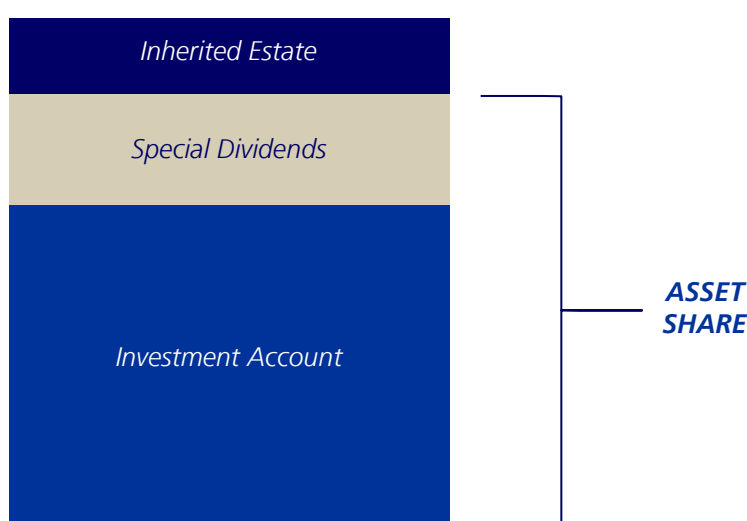 Inherited Estate
Special Dividends
ASSET
SHARE
Investment Account